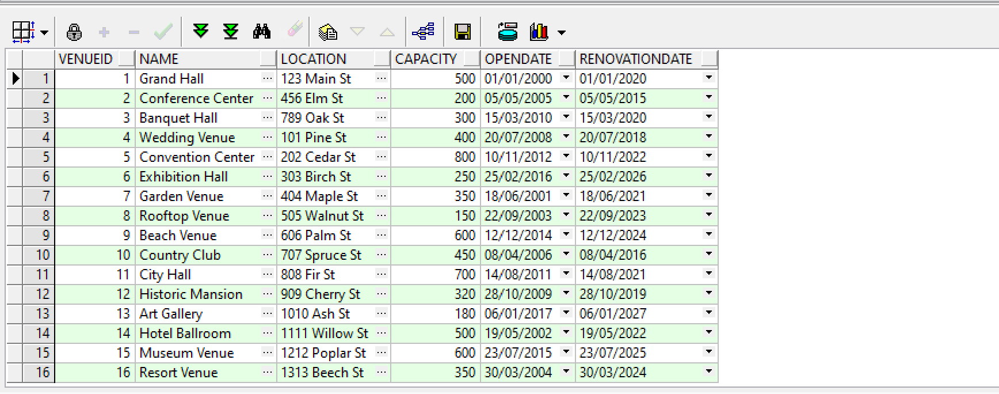 VENUEID NAME LOCATION CAPACITY OPENDATE RENOVATIONDATE
1 1 Grand Hall ... 123 Main St ... 500 01/01/2000 01/01/2020
2 2 Conference Center ... 456 Elm St ... 200 05/05/2005 05/05/2015
3 3 Banquet Hall ... 789 Oak St ... 300 15/03/2010 15/03/2020
4 4 Wedding Venue ... 101 Pine St ... 400 20/07/2008 20/07/2018
5 5 Convention Center ... 202 Cedar St ... 800 10/11/2012 10/11/2022
6 6 Exhibition Hall ... 303 Birch St ... 250 25/02/2016 25/02/2026
7 7 Garden Venue ... 404 Maple St ... 350 18/06/2001 18/06/2021
8 8 Rooftop Venue ... 505 Walnut St ... 150 22/09/2003 22/09/2023
9 9 Beach Venue ... 606 Palm St ... 600 12/12/2014 12/12/2024
10 10 Country Club ... 707 Spruce St ... 450 08/04/2006 08/04/2016
11 11 City Hall ... 808 Fir St ... 700 14/08/2011 14/08/2021
12 12 Historic Mansion ... 909 Cherry St ... 320 28/10/2009 28/10/2019
13 13 Art Gallery ... 1010 Ash St ... 180 06/01/2017 06/01/2027
14 14 Hotel Ballroom ... 1111 Willow St ... 500 19/05/2002 19/05/2022
15 15 Museum Venue ... 1212 Poplar St ... 600 23/07/2015 23/07/2025
16 16 Resort Venue ... 1313 Beech St ... 350 30/03/2004 30/03/2024